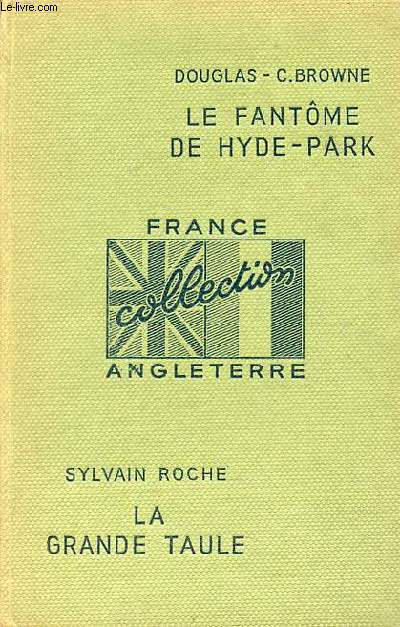 Le-livre.com
DOUGLAS - C. BROWNE
LE FANTÔME
DE HYDE-PARK
FRANCE
collection
ANGLETERRE
SYLVAIN ROCHE
LA
GRANDE TAULE